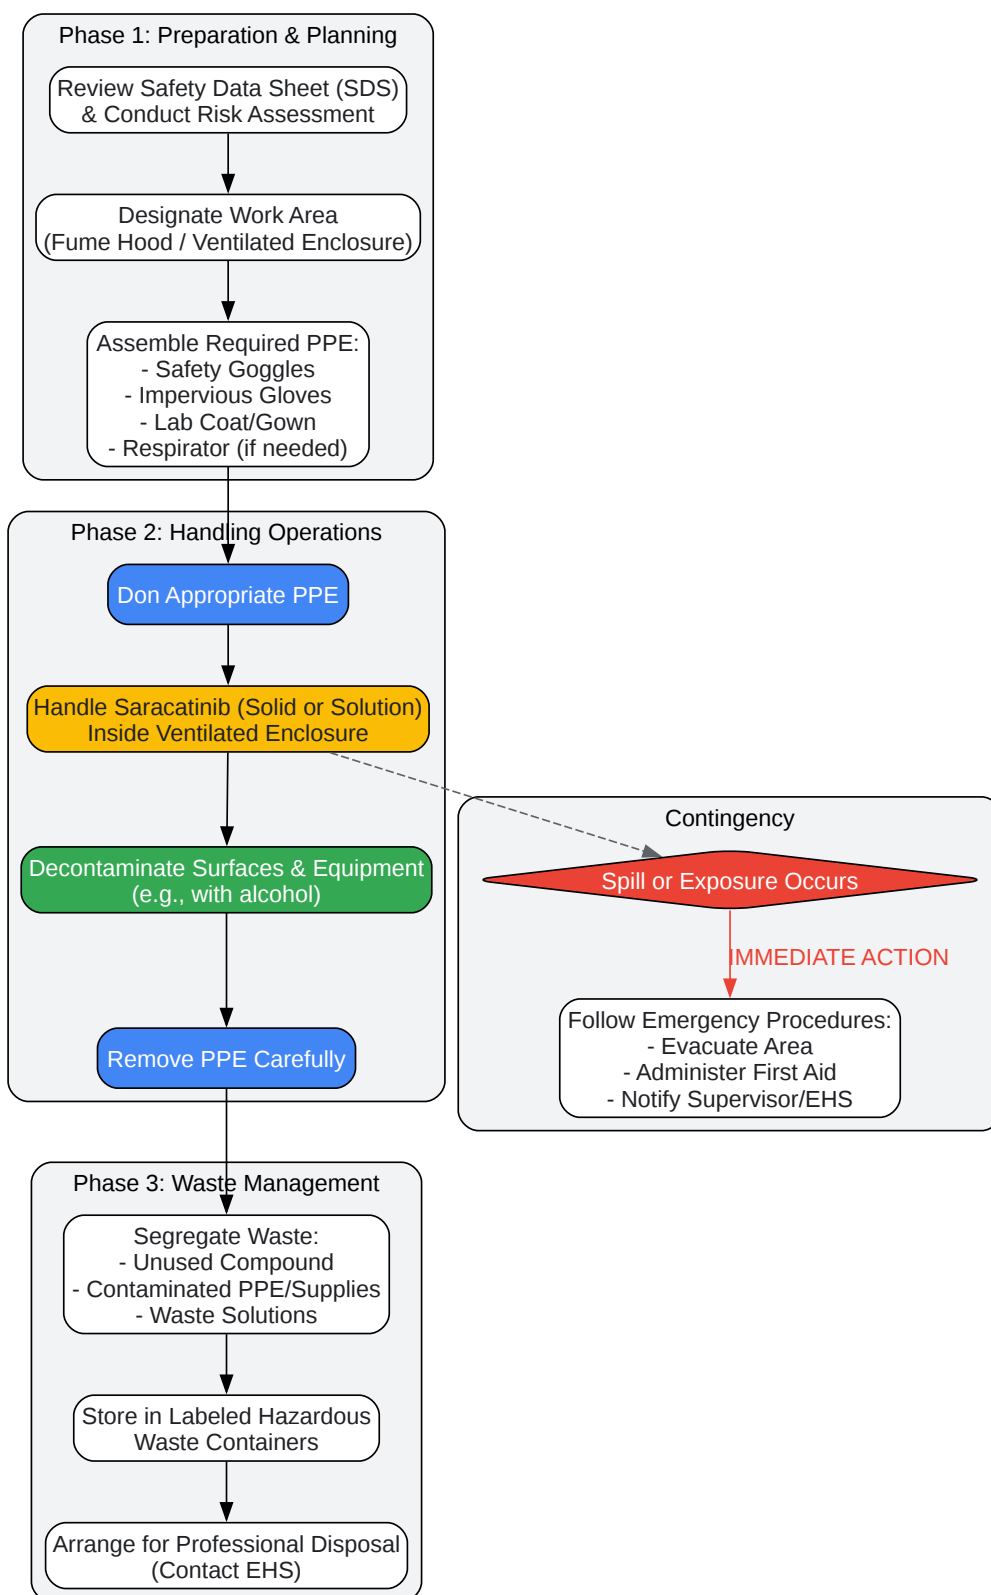 Phase 1: Preparation & Planning
Review Safety Data Sheet (SDS)
& Conduct Risk Assessment
Designate Work Area
(Fume Hood / Ventilated Enclosure)
Assemble Required PPE:
- Safety Goggles
- Impervious Gloves
- Lab Coat/Gown
- Respirator (if needed)
Phase 2: Handling Operations
Don Appropriate PPE
Handle Saracatinib (Solid or Solution)
Inside Ventilated Enclosure
Decontaminate Surfaces & Equipment
(e.g., with alcohol)
Remove PPE Carefully
Contingency
Spill or Exposure Occurs
IMMEDIATE ACTION
Follow Emergency Procedures:
- Evacuate Area
- Administer First Aid
- Notify Supervisor/EHS
Phase 3: Waste Management
Segregate Waste:
- Unused Compound
- Contaminated PPE/Supplies
- Waste Solutions
Store in Labeled Hazardous
Waste Containers
Arrange for Professional Disposal
(Contact EHS)